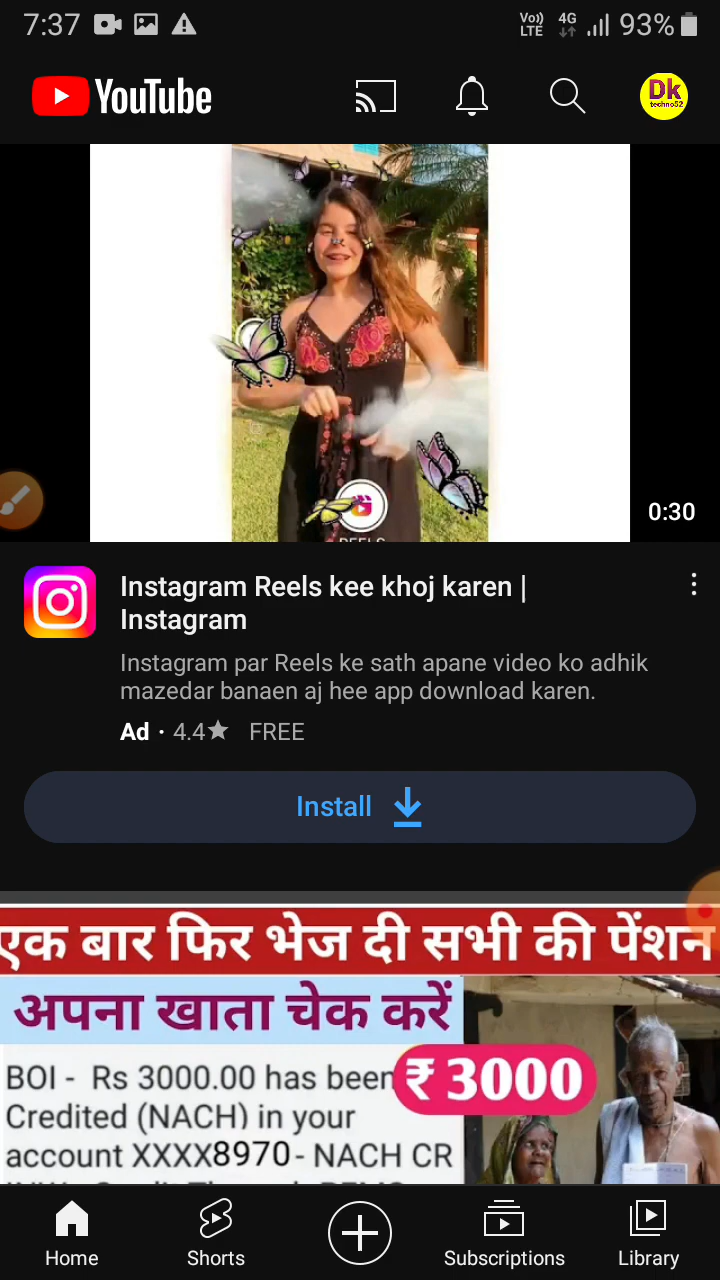 7:37
Vo)) LTE 4G 93%
YouTube
Dk
techno52
0:30
Instagram Reels kee khoj karen |
Instagram
Instagram par Reels ke sath apane video ko adhik
mazedar banaen aj hee app download karen.
Ad · 4.4★ FREE
Install
एक बार फिर भेज दी सभी की पेंशन
अपना खाता चेक करें
BOI - Rs 3000.00 has been
₹ 3000
Credited (NACH) in your
account XXXX8970- NACH CR
Home
Shorts
Subscriptions
Library